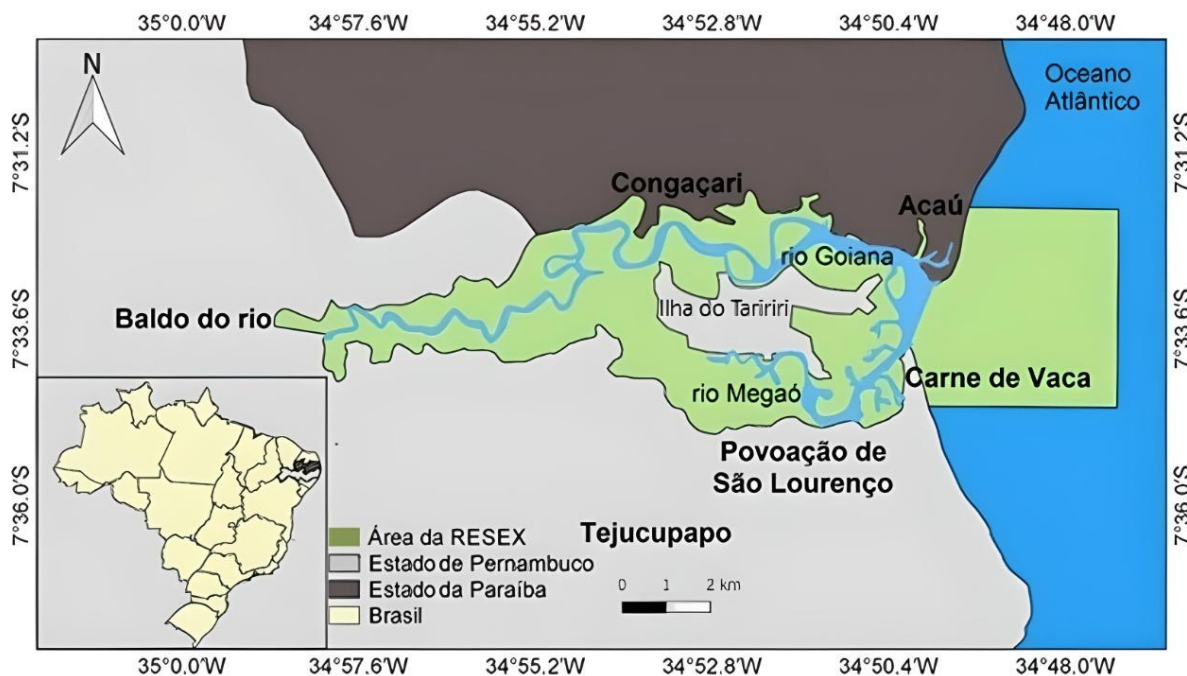 35°0.0'W 34°57.6'W 34°55.2'W 34°52.8'W 34°50.4'W 34°48.0'W
N
Oceano
Atlântico
7°31.2'S
7°31.2'S
Congaçari
Acaú
rio Goiana
Ilha do Taririri
Baldo do rio
7°33.6'S
7°33.6'S
Carne de Vaca
rio Megaó
Povoação de
São Lourenço
7°36.0'S
7°36.0'S
Tejucupapo
Área da RESEX
Estado de Pernambuco
Estado da Paraíba
Brasil
0 1 2 km
35°0.0'W 34°57.6'W 34°55.2'W 34°52.8'W 34°50.4'W 34°48.0'W